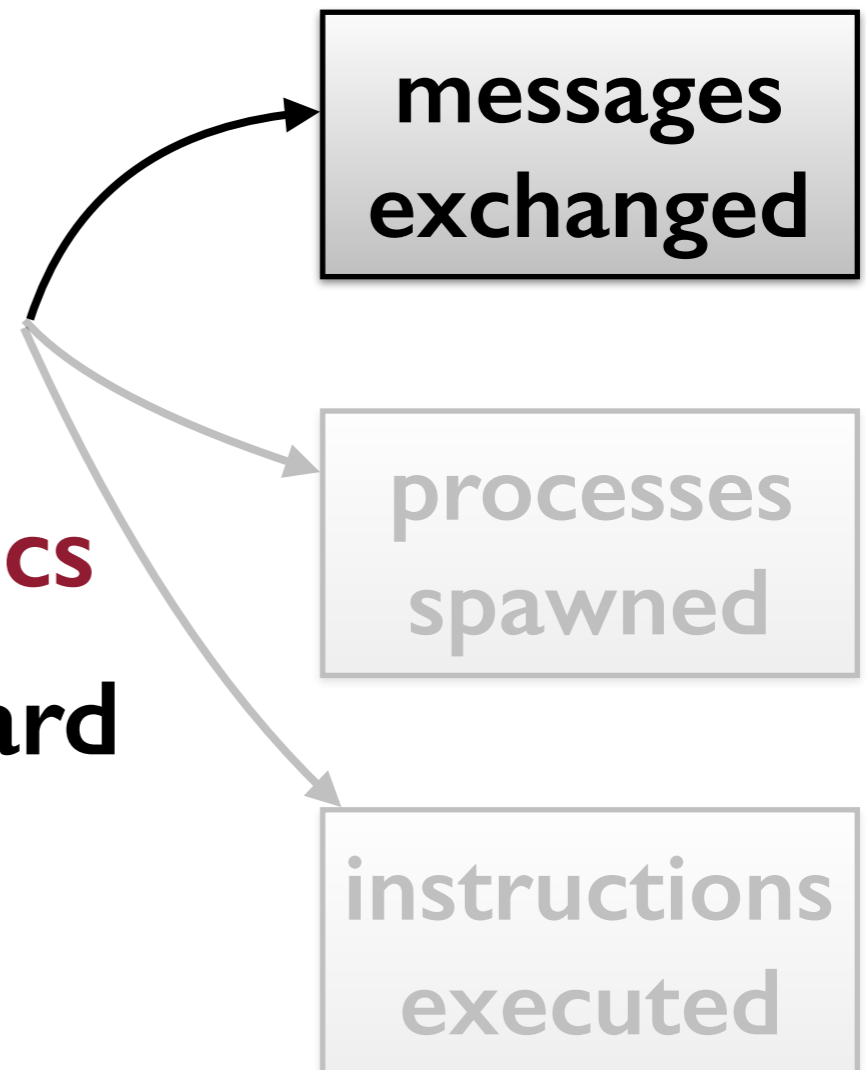 messages
exchanged
processes
spawned
cs
ard
instructions
executed